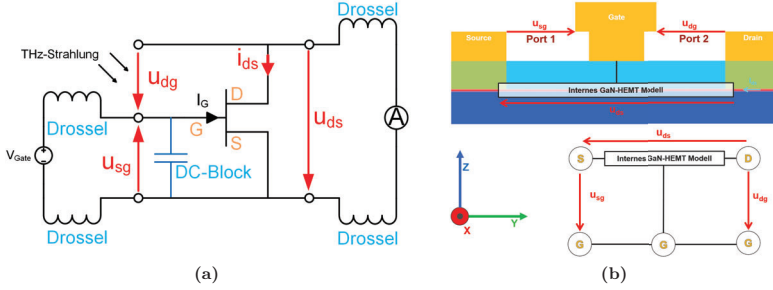 THz-Strahlung
Drossel
i_ds
u_dg
I_G
D
G
S
u_ds
Drossel
V_Gate
u_sg
DC-Block
A
Drossel
Drossel
(a)
u_sg
Gate
u_dg
Source
Port 1
Port 2
Drain
Internes GaN-HEMT Modell
u_ds
u_ds
S
Internes GaN-HEMT Modell
D
Z
u_sg
u_dg
X
Y
G
G
G
(b)